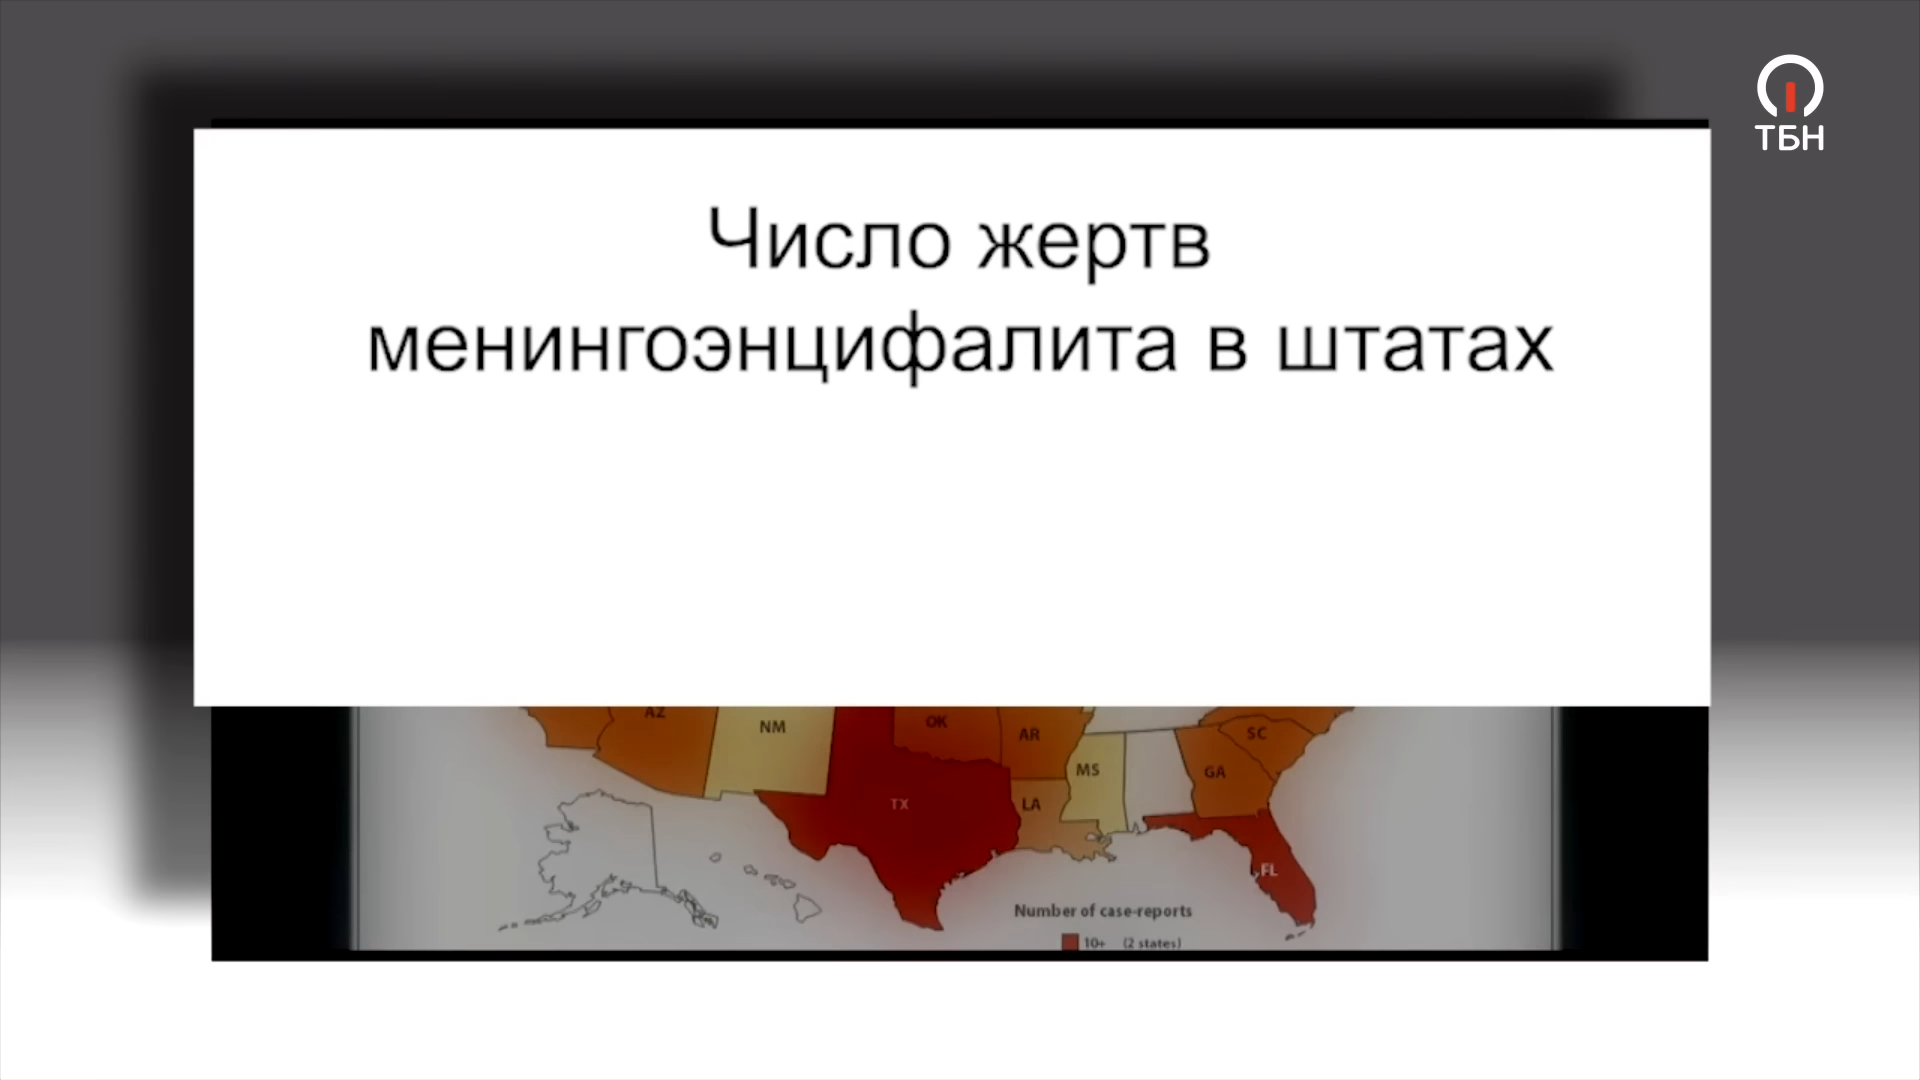 ТБН
Число жертв
менингоэнцифалита в штатах
AZ
NM
OK
AR
SC
MS
GA
TX
LA
FL
Number of case-reports
10+ (2 states)